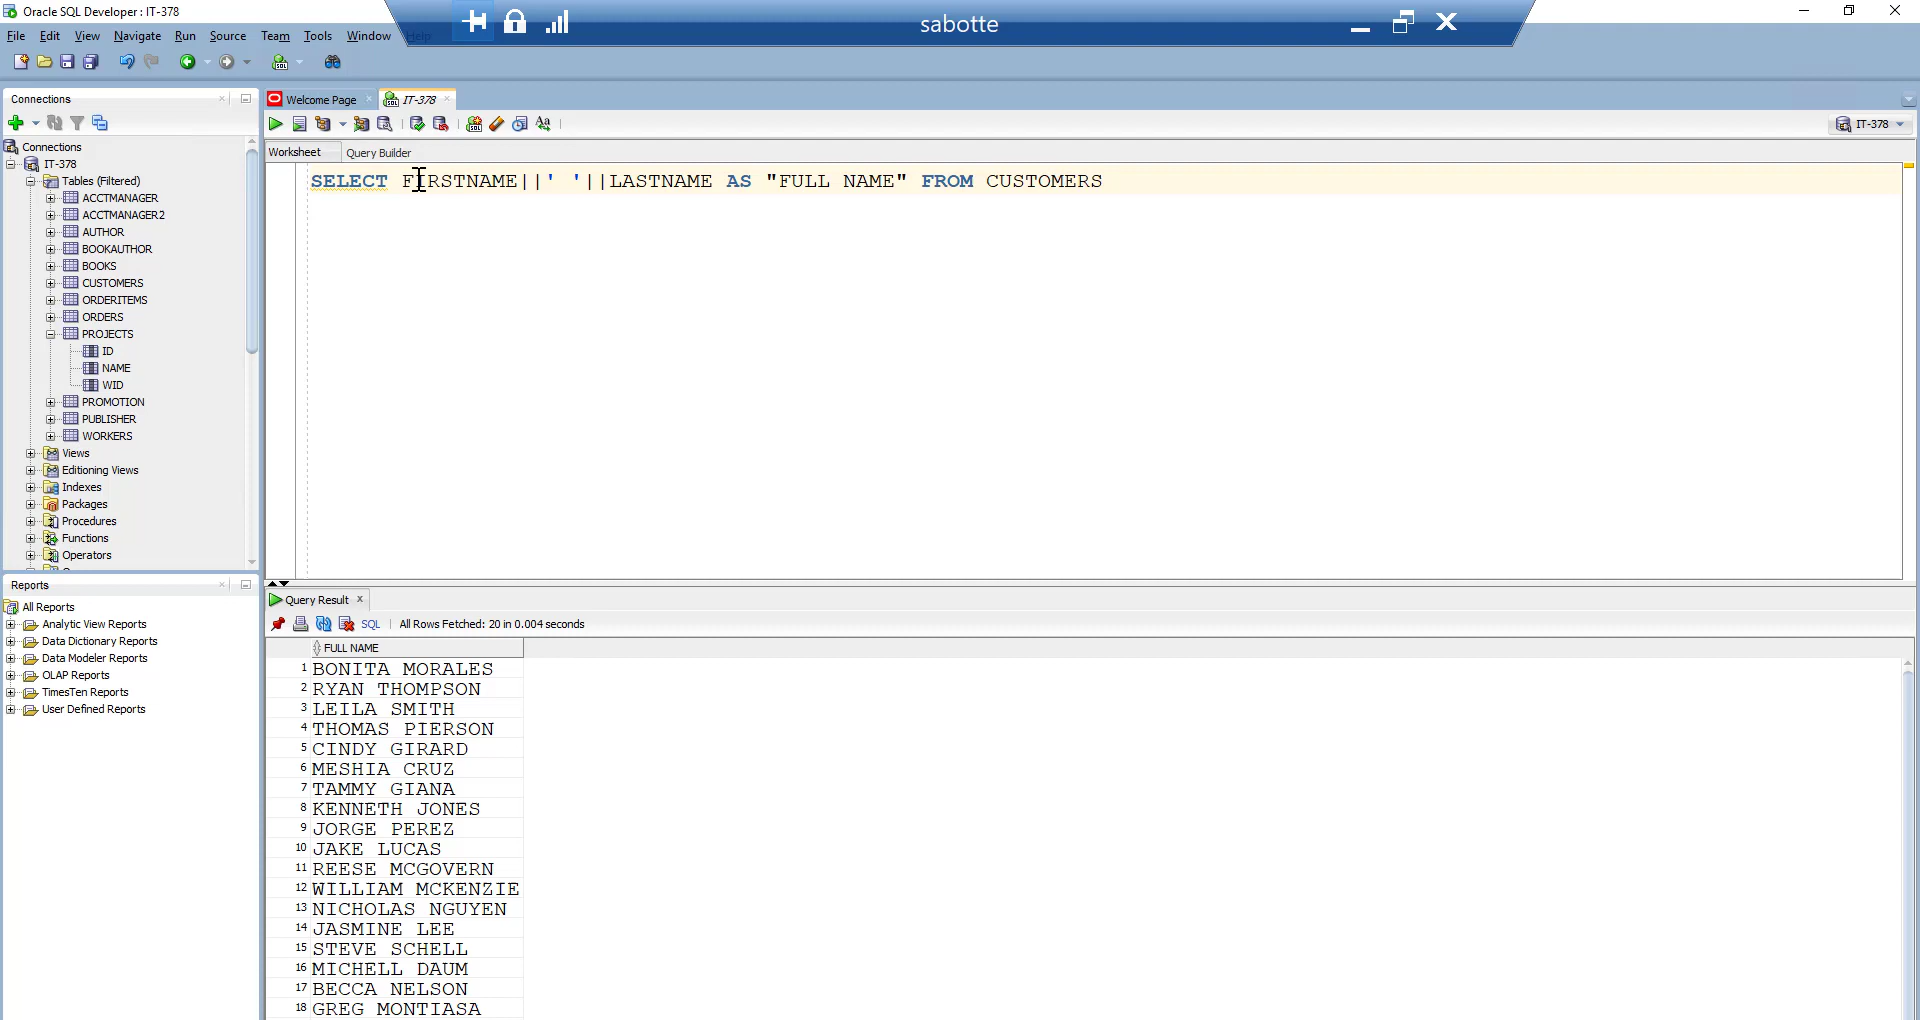 Oracle SQL Developer : IT-378
sabotte
File Edit View Navigate Run Source Team Tools Window Help
Connections
Welcome Page
IT-378
IT-378
Worksheet
Query Builder
SELECT FIRSTNAME||' '||LASTNAME AS "FULL NAME" FROM CUSTOMERS
Connections
IT-378
Tables (Filtered)
ACCTMANAGER
ACCTMANAGER2
AUTHOR
BOOKAUTHOR
BOOKS
CUSTOMERS
ORDERITEMS
ORDERS
PROJECTS
ID
NAME
WID
PROMOTION
PUBLISHER
WORKERS
Views
Editioning Views
Indexes
Packages
Procedures
Functions
Operators
Reports
All Reports
Analytic View Reports
Data Dictionary Reports
Data Modeler Reports
OLAP Reports
TimesTen Reports
User Defined Reports
Query Result
SQL | All Rows Fetched: 20 in 0.004 seconds
FULL NAME
1 BONITA MORALES
2 RYAN THOMPSON
3 LEILA SMITH
4 THOMAS PIERSON
5 CINDY GIRARD
6 MESHIA CRUZ
7 TAMMY GIANA
8 KENNETH JONES
9 JORGE PEREZ
10 JAKE LUCAS
11 REESE MCGOVERN
12 WILLIAM MCKENZIE
13 NICHOLAS NGUYEN
14 JASMINE LEE
15 STEVE SCHELL
16 MICHELL DAUM
17 BECCA NELSON
18 GREG MONTIASA